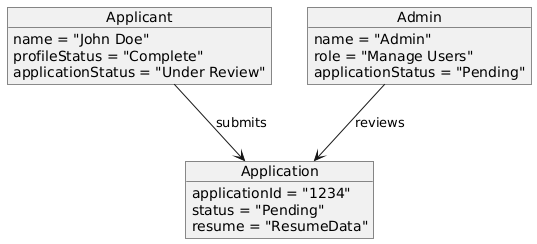 Applicant
name = "John Doe"
profileStatus = "Complete"
applicationStatus = "Under Review"
Admin
name = "Admin"
role = "Manage Users"
applicationStatus = "Pending"
submits
reviews
Application
applicationId = "1234"
status = "Pending"
resume = "ResumeData"